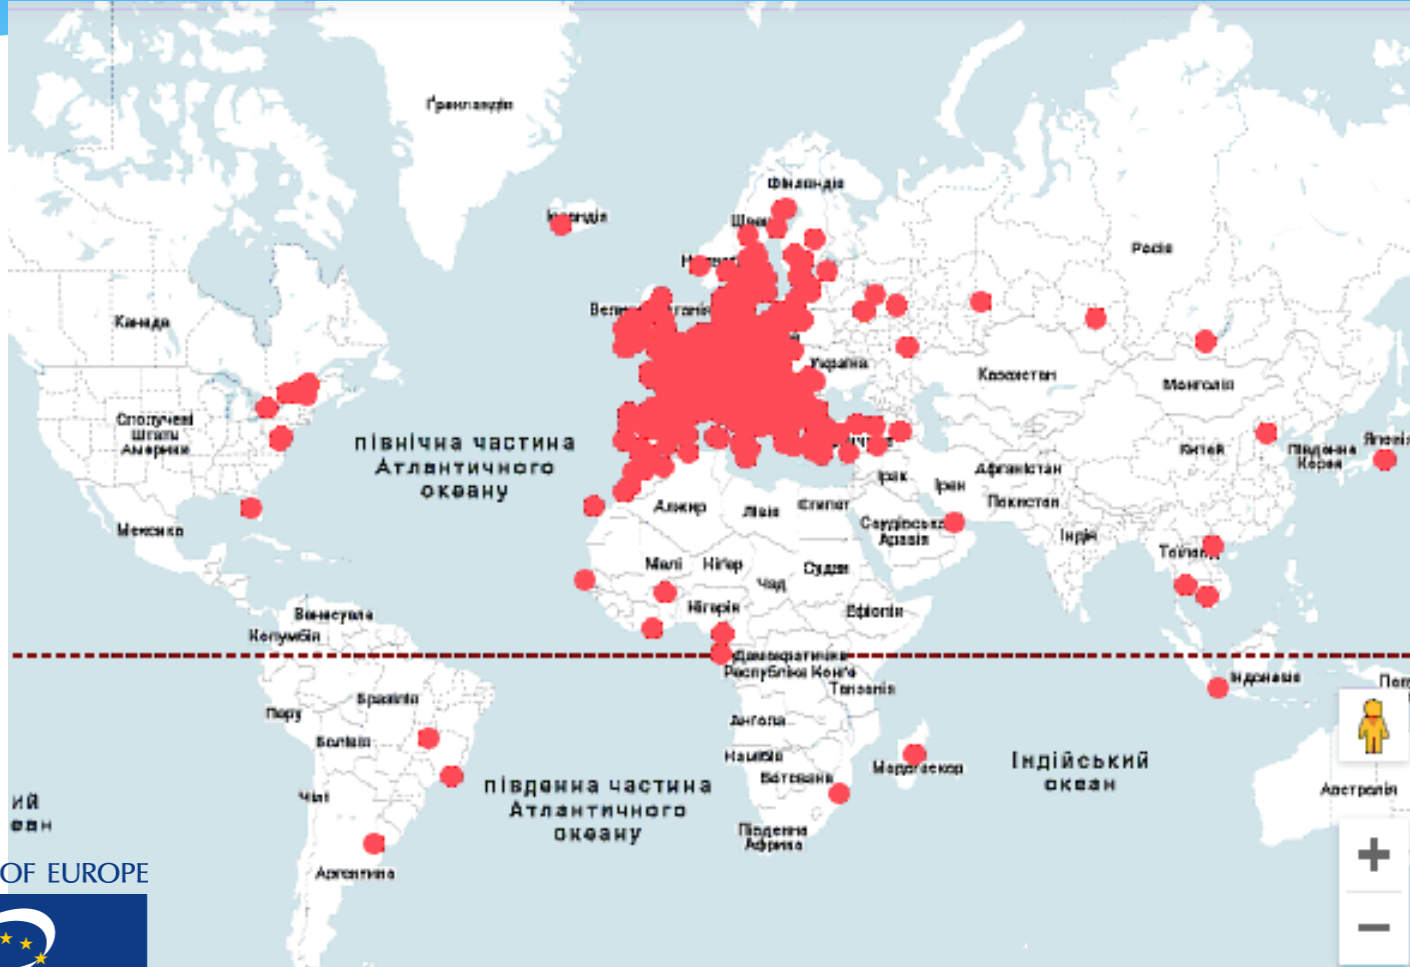 Ґренландія
Фінляндія
Росія
Канада
Україна
Казахстан
Монголія
Сполучені
Штати
Америки
північна частина
Атлантичного
океану
Китай
Південна
Корея
Японія
Ірак
Іран
Афганістан
Пакистан
Мексика
Алжир
Лівія
Єгипет
Саудівська
Аравія
Індія
Малі
Нігер
Чад
Судан
Нігерія
Ефіопія
Венесуела
Колумбія
Демократична
Республіка Конго
Танзанія
Індонезія
Перу
Бразилія
Болівія
Ангола
Намібія
Ботсвана
Мадагаскар
Індійський
океан
південна частина
Атлантичного
океану
Чилі
ий
еан
Австралія
Південна
Африка
Аргентина
OF EUROPE